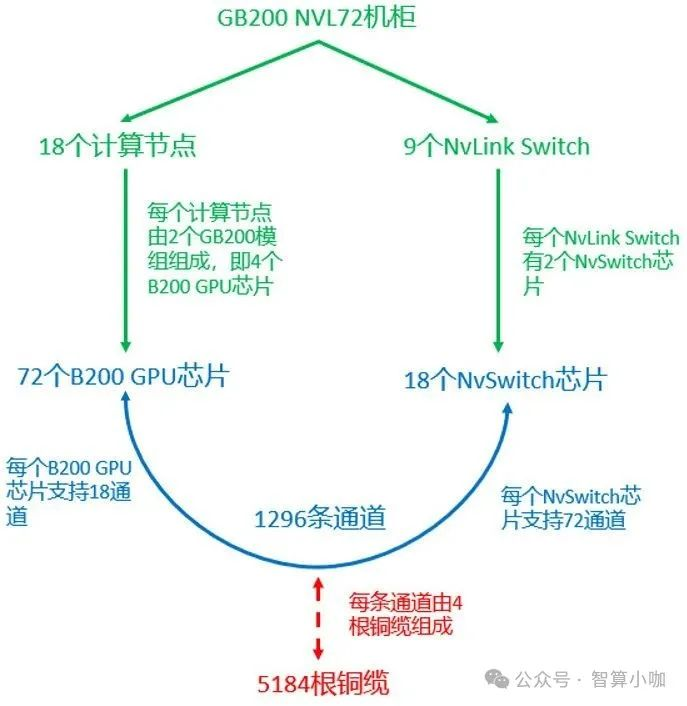 GB200 NVL72机柜
18个计算节点
9个NvLink Switch
每个计算节点
由2个GB200模
组组成，即4个
B200 GPU芯片
每个NvLink Switch
有2个NvSwitch芯
片
72个B200 GPU芯片
18个NvSwitch芯片
每个B200 GPU
芯片支持18通
道
1296条通道
每个NvSwitch芯
片支持72通道
每条通道由4
根铜缆组成
5184根铜缆
公众号 · 智算小咖